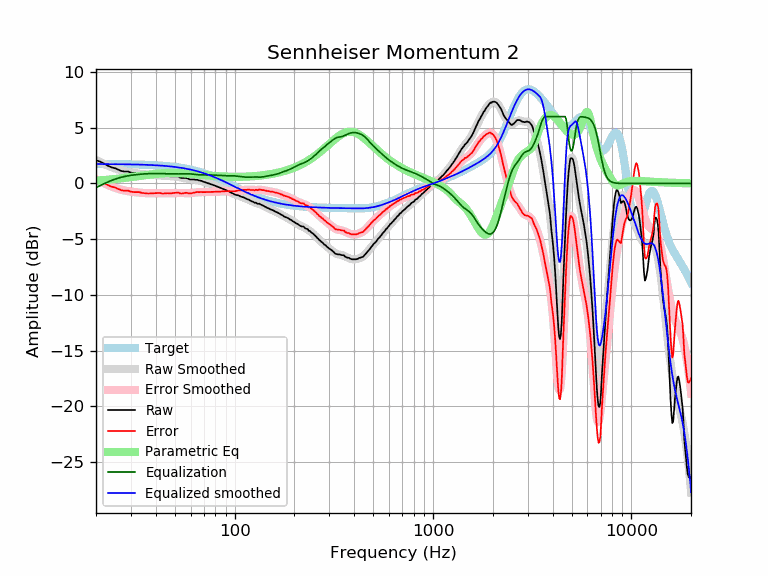 Sennheiser Momentum 2
10
5
0
−5
−10
−15
−20
−25
Amplitude (dBr)
Target
Raw Smoothed
Error Smoothed
Raw
Error
Parametric Eq
Equalization
Equalized smoothed
100
1000
10000
Frequency (Hz)